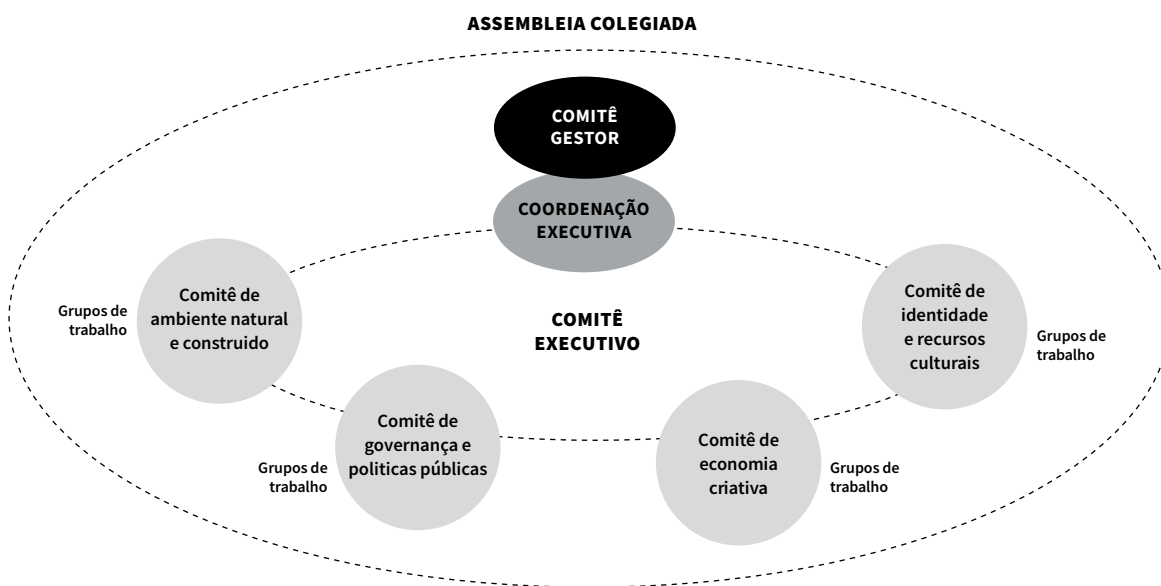 ASSEMBLEIA COLEGIADA
COMITÊ
GESTOR
COORDENAÇÃO
EXECUTIVA
COMITÊ
EXECUTIVO
Comitê de
ambiente natural
e construido
Grupos de
trabalho
Comitê de
governança e
politicas públicas
Grupos de
trabalho
Comitê de
economia
criativa
Grupos de
trabalho
Comitê de
identidade
e recursos
culturais
Grupos de
trabalho